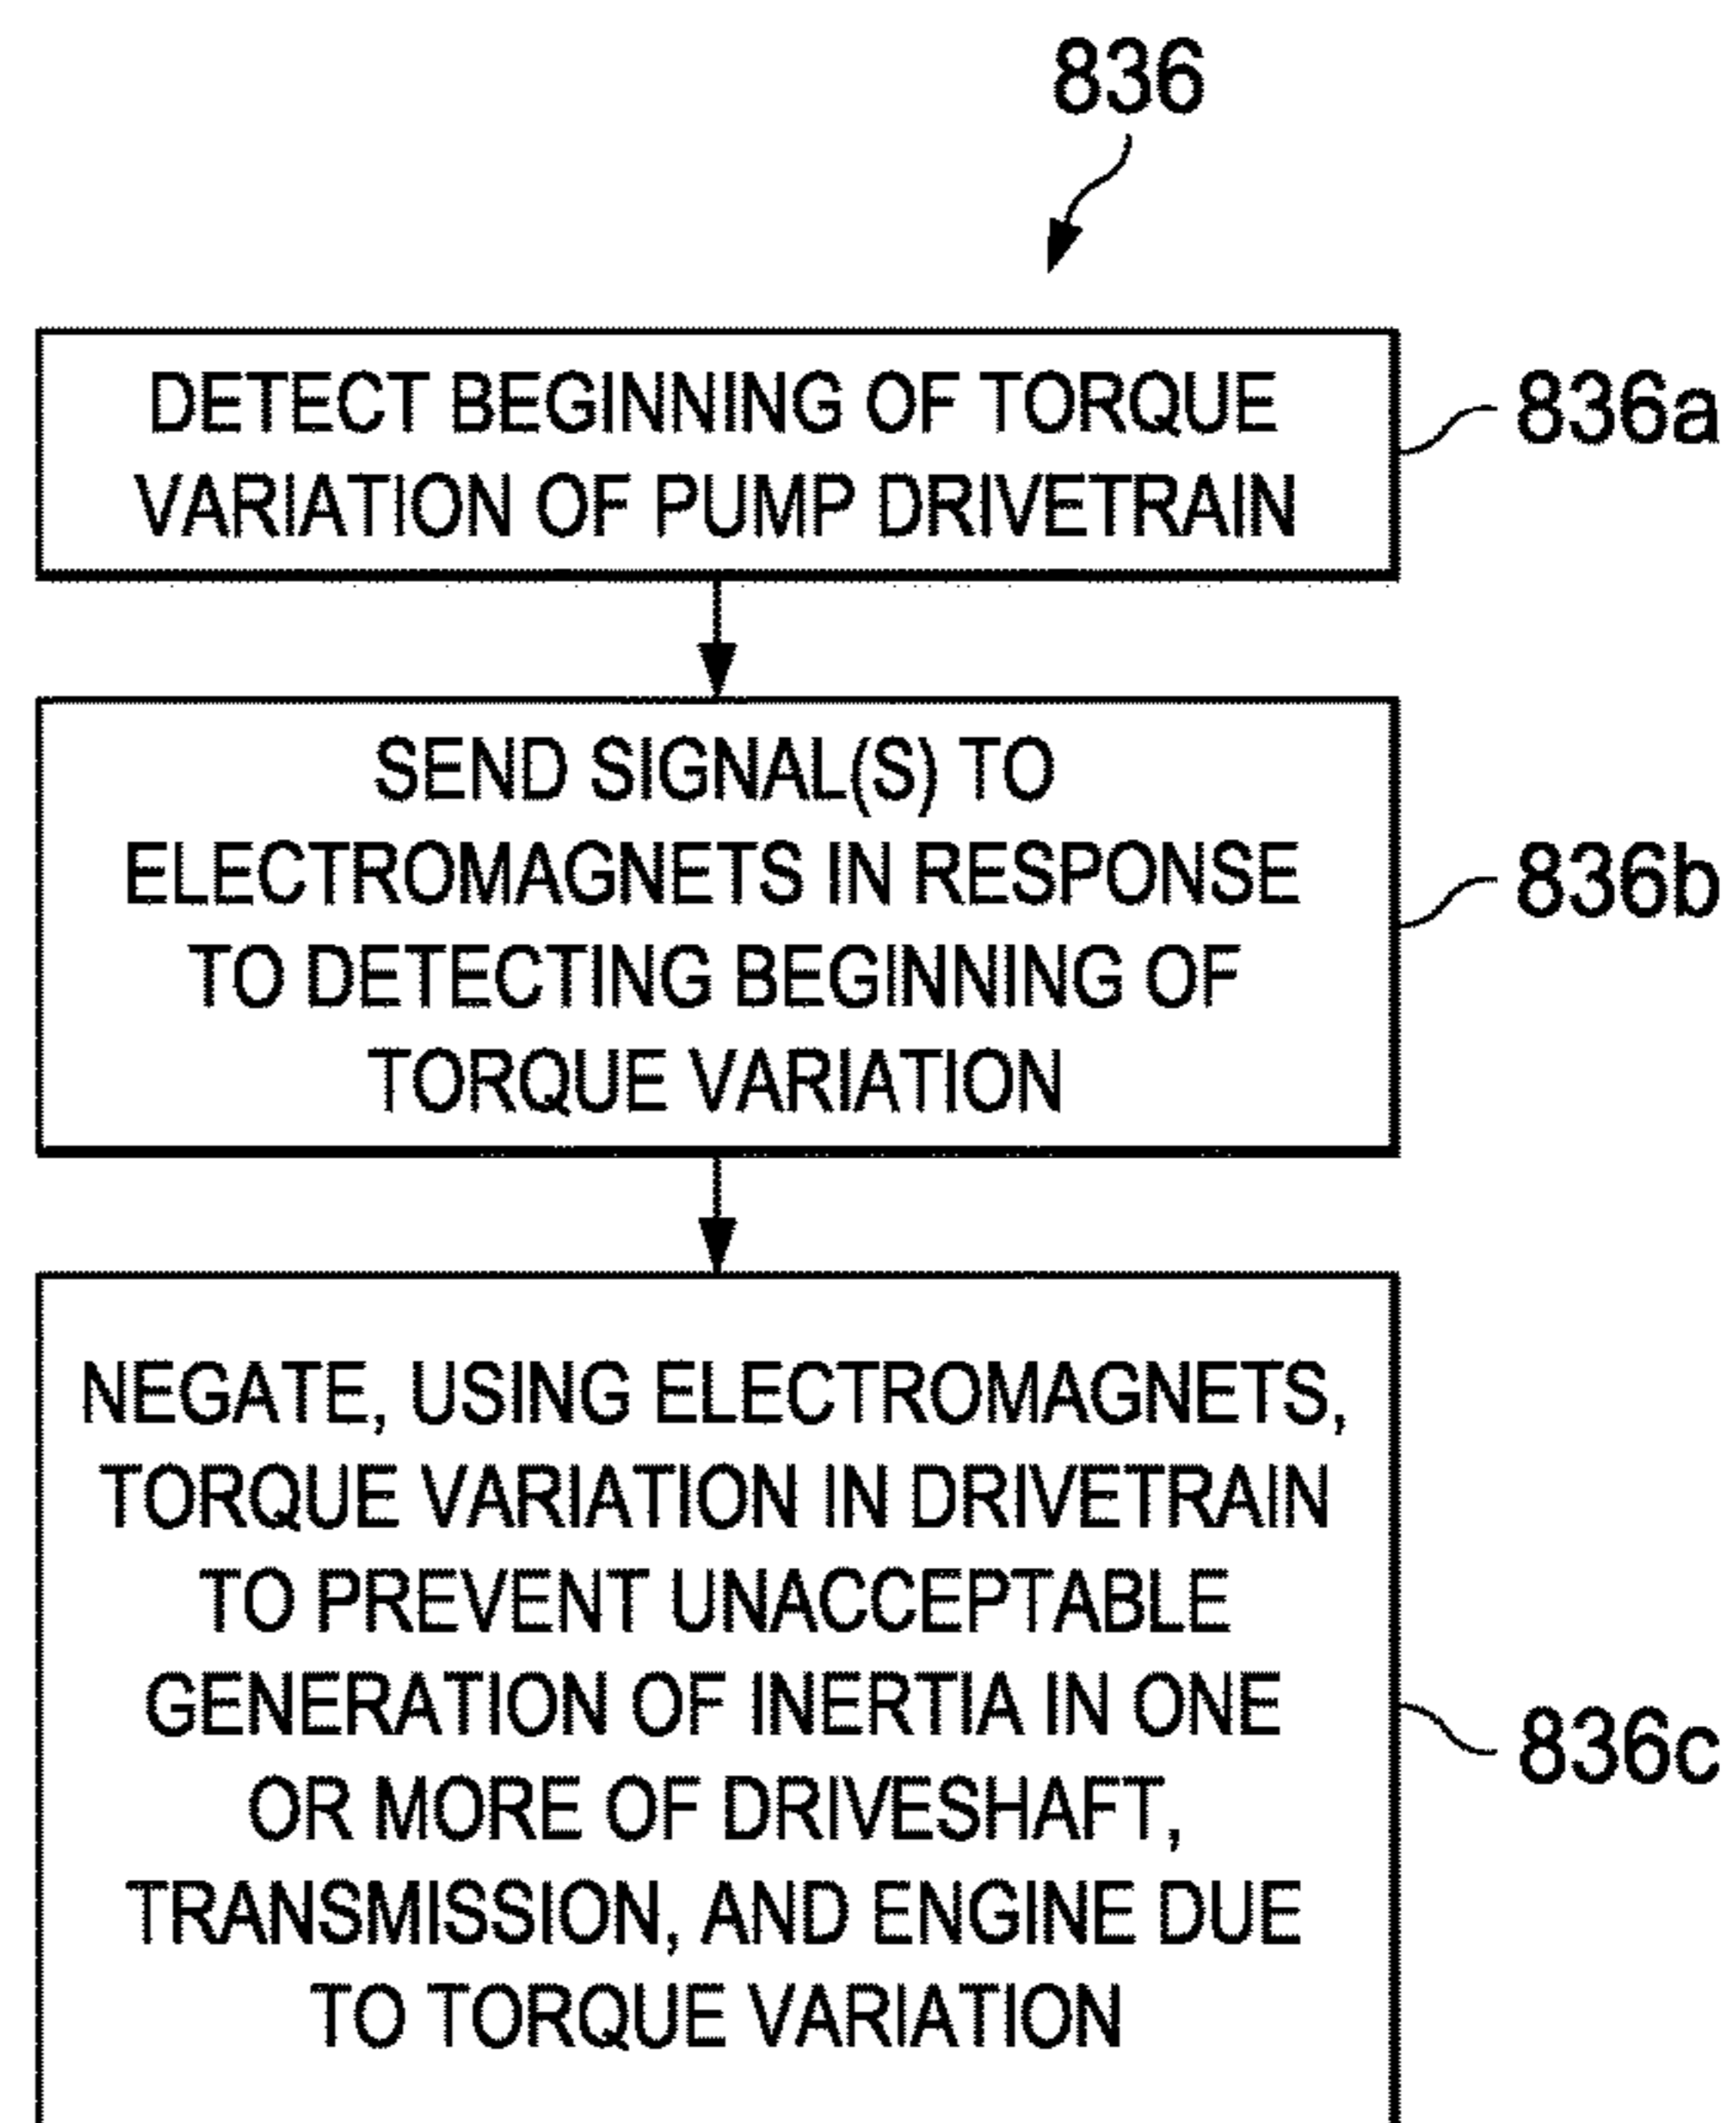 836
DETECT BEGINNING OF TORQUE
VARIATION OF PUMP DRIVETRAIN
836a
SEND SIGNAL(S) TO
ELECTROMAGNETS IN RESPONSE
TO DETECTING BEGINNING OF
TORQUE VARIATION
836b
NEGATE, USING ELECTROMAGNETS,
TORQUE VARIATION IN DRIVETRAIN
TO PREVENT UNACCEPTABLE
GENERATION OF INERTIA IN ONE
OR MORE OF DRIVESHAFT,
TRANSMISSION, AND ENGINE DUE
TO TORQUE VARIATION
836c